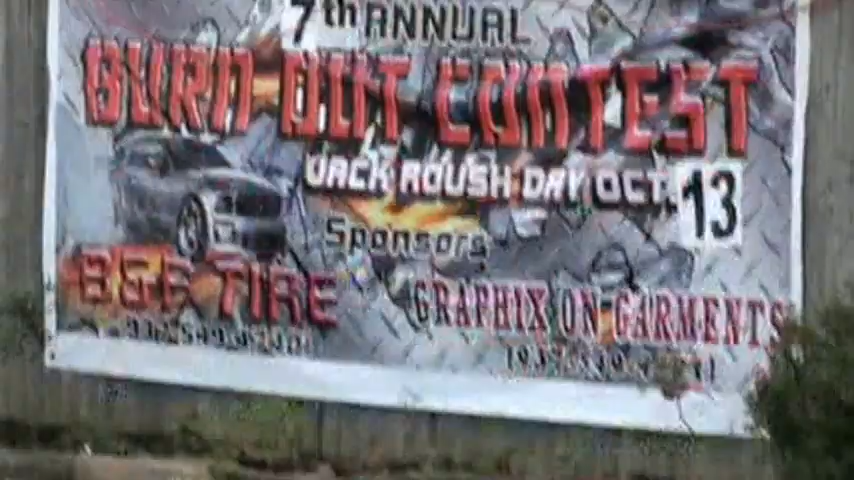 7th ANNUAL
BURN OUT CONTEST
JACK ROUSH DAY OCT. 13
Sponsors
TIRE
GRAPHIX ON GARMENTS